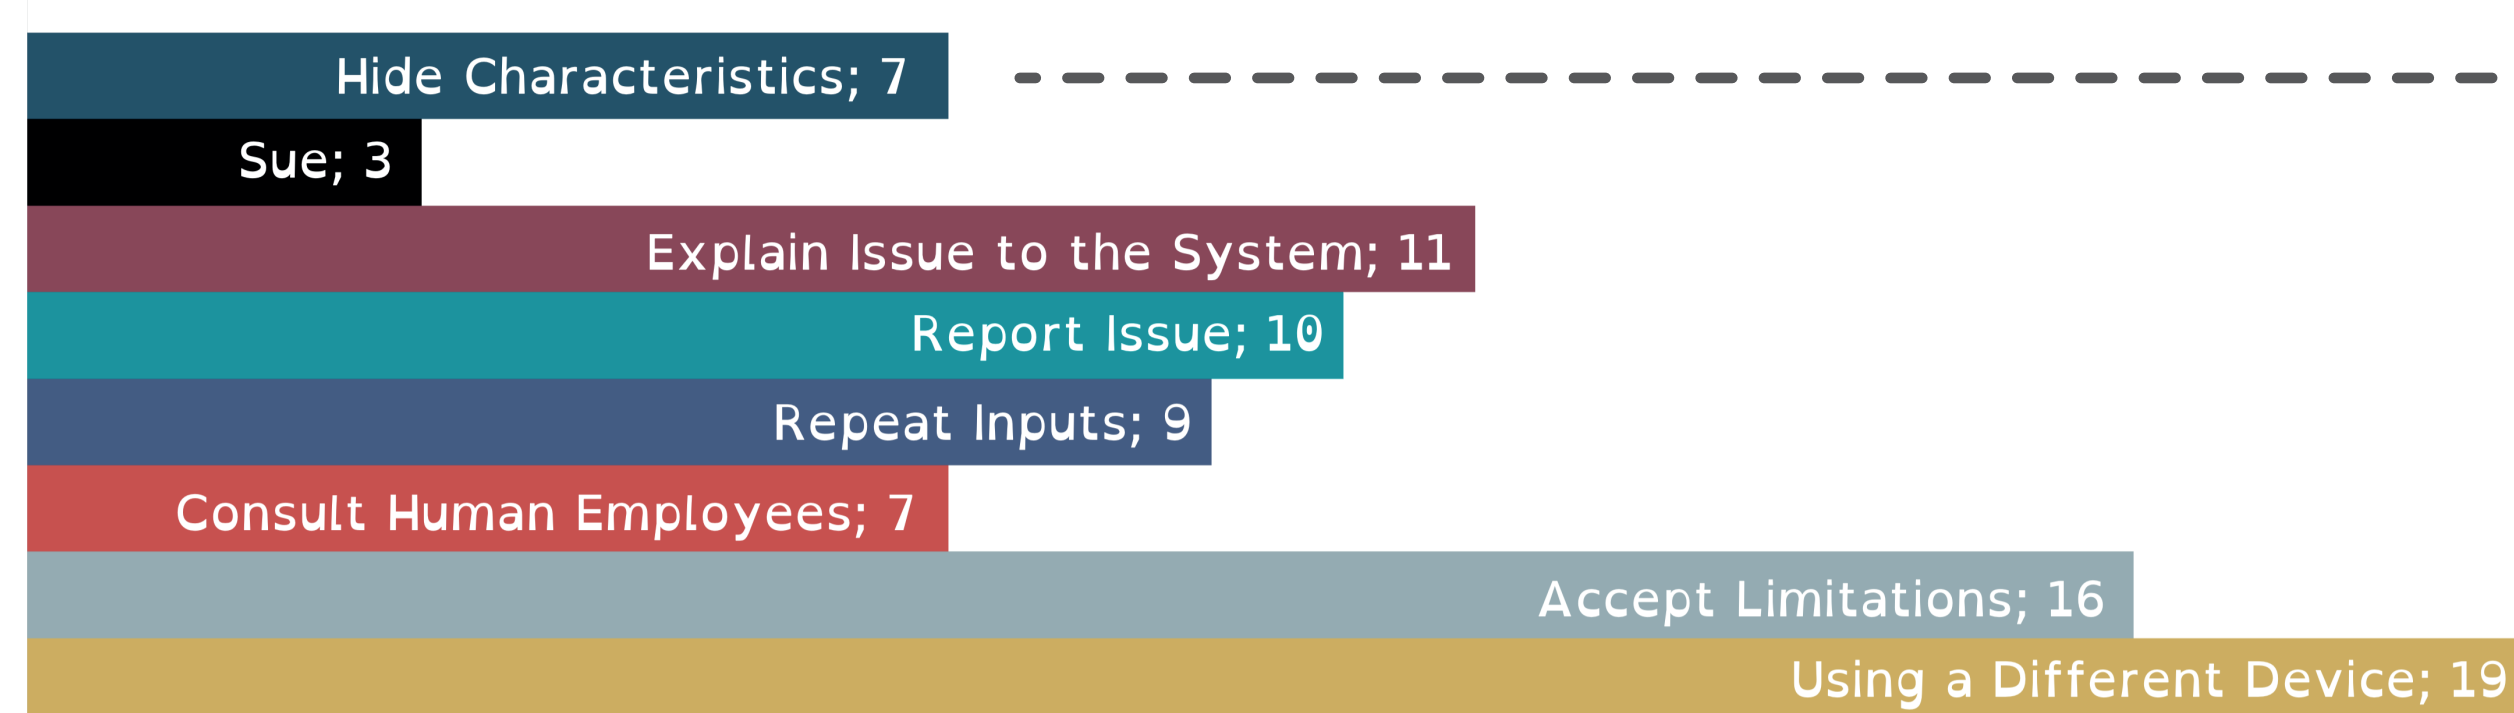 Hide Characteristics; 7
Sue; 3
Explain Issue to the System; 11
Report Issue; 10
Repeat Inputs; 9
Consult Human Employees; 7
Accept Limitations; 16
Using a Different Device; 19